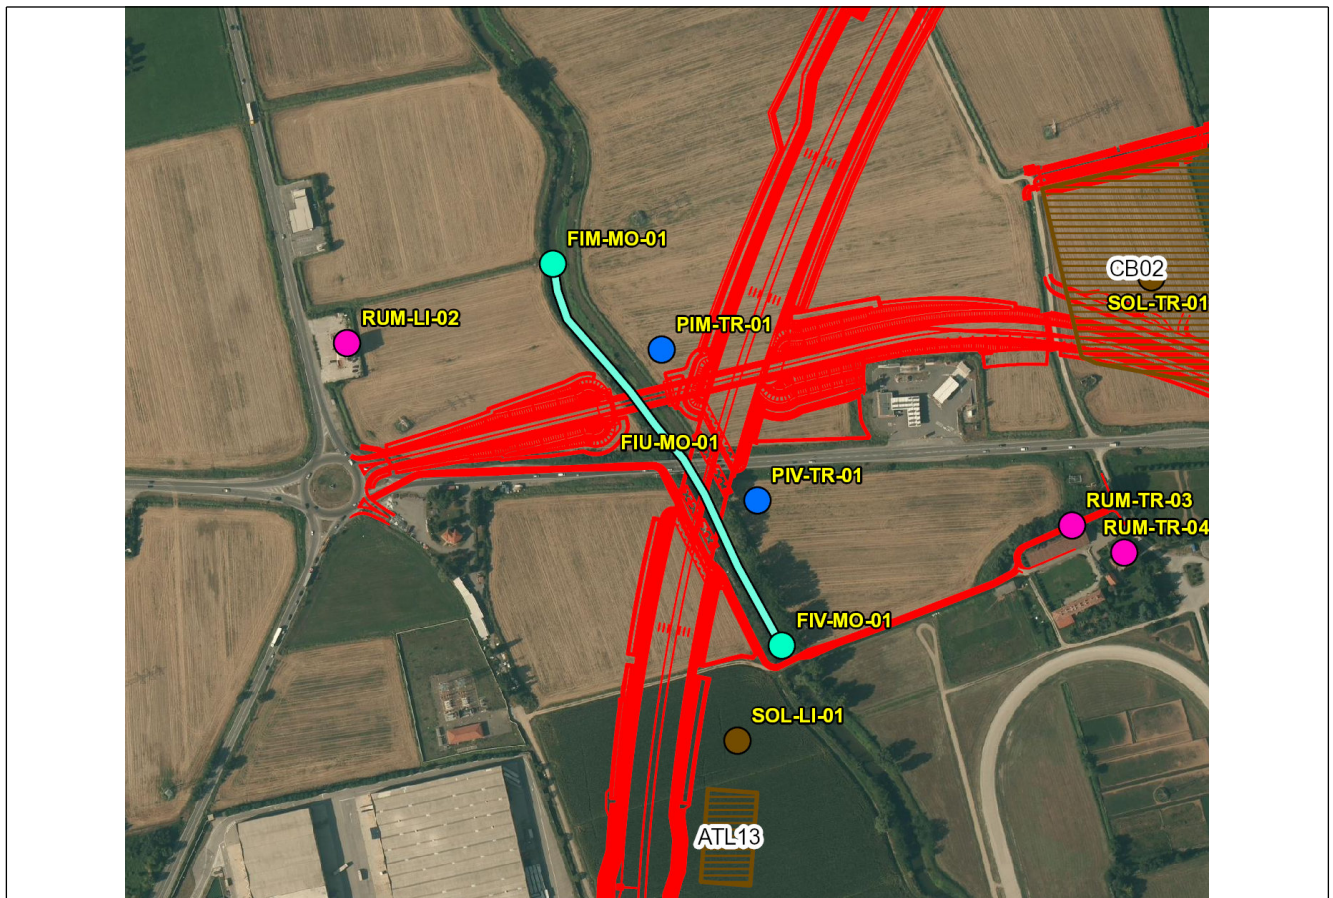 FIM-MO-01
CB02
SOL-TR-01
RUM-LI-02
PIM-TR-01
FIU-MO-01
PIV-TR-01
RUM-TR-03
RUM-TR-04
FIV-MO-01
SOL-LI-01
ATL13